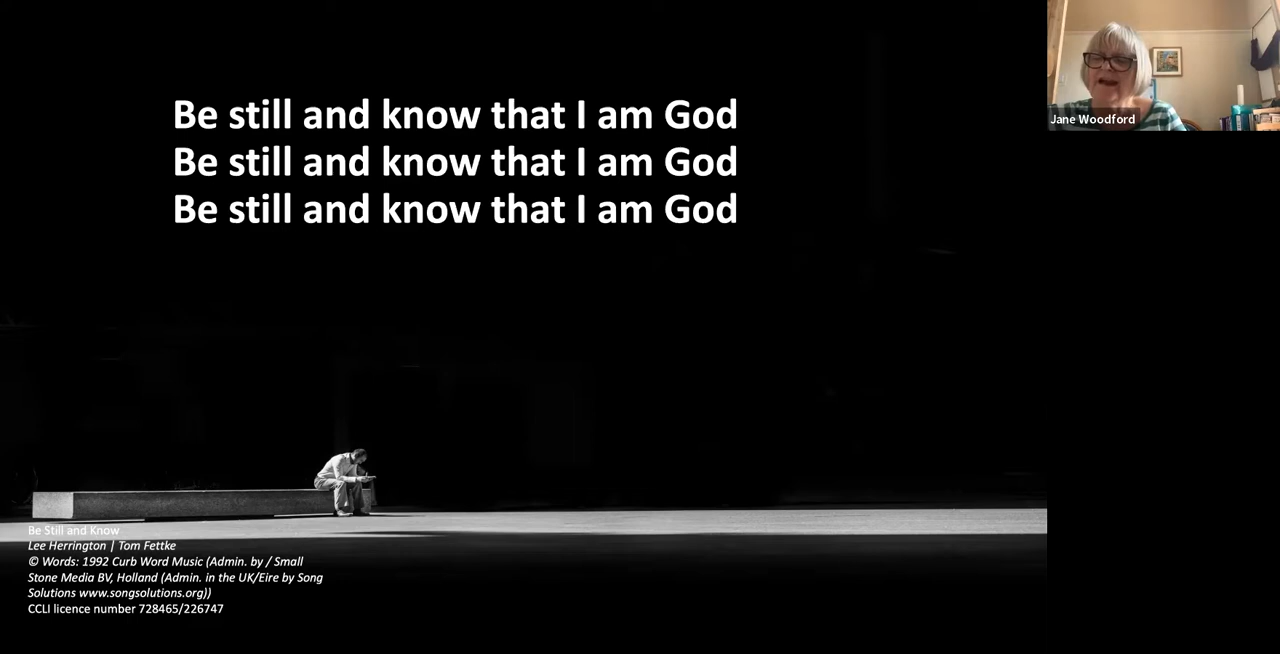 Be still and know that I am God
Be still and know that I am God
Be still and know that I am God
Jane Woodford
Be Still and Know
Lee Herrington | Tom Fettke
© Words: 1992 Curb Word Music (Admin. by / Small
Stone Media BV, Holland (Admin. in the UK/Eire by Song
Solutions www.songsolutions.org))
CCLI licence number 728465/226747